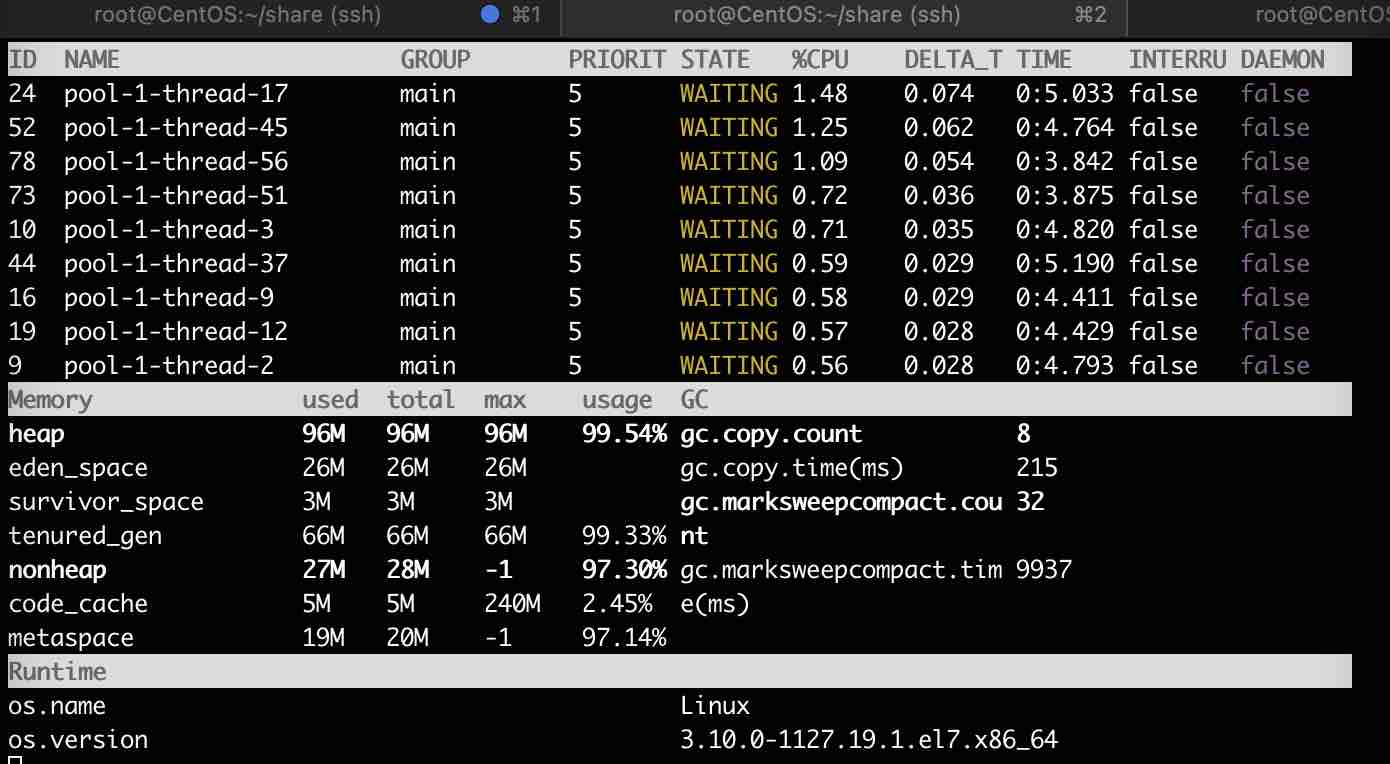 root@CentOS:~/share (ssh) ⌘1 root@CentOS:~/share (ssh) ⌘2 root@CentOS
ID NAME GROUP PRIORIT STATE %CPU DELTA_T TIME INTERRU DAEMON
24 pool-1-thread-17 main 5 WAITING 1.48 0.074 0:5.033 false false
52 pool-1-thread-45 main 5 WAITING 1.25 0.062 0:4.764 false false
78 pool-1-thread-56 main 5 WAITING 1.09 0.054 0:3.842 false false
73 pool-1-thread-51 main 5 WAITING 0.72 0.036 0:3.875 false false
10 pool-1-thread-3 main 5 WAITING 0.71 0.035 0:4.820 false false
44 pool-1-thread-37 main 5 WAITING 0.59 0.029 0:5.190 false false
16 pool-1-thread-9 main 5 WAITING 0.58 0.029 0:4.411 false false
19 pool-1-thread-12 main 5 WAITING 0.57 0.028 0:4.429 false false
9 pool-1-thread-2 main 5 WAITING 0.56 0.028 0:4.793 false false
Memory used total max usage GC
heap 96M 96M 96M 99.54% gc.copy.count 8
eden_space 26M 26M 26M gc.copy.time(ms) 215
survivor_space 3M 3M 3M gc.marksweepcompact.cou 32
tenured_gen 66M 66M 66M 99.33% nt
nonheap 27M 28M -1 97.30% gc.marksweepcompact.tim 9937
code_cache 5M 5M 240M 2.45% e(ms)
metaspace 19M 20M -1 97.14%
Runtime
os.name Linux
os.version 3.10.0-1127.19.1.el7.x86_64